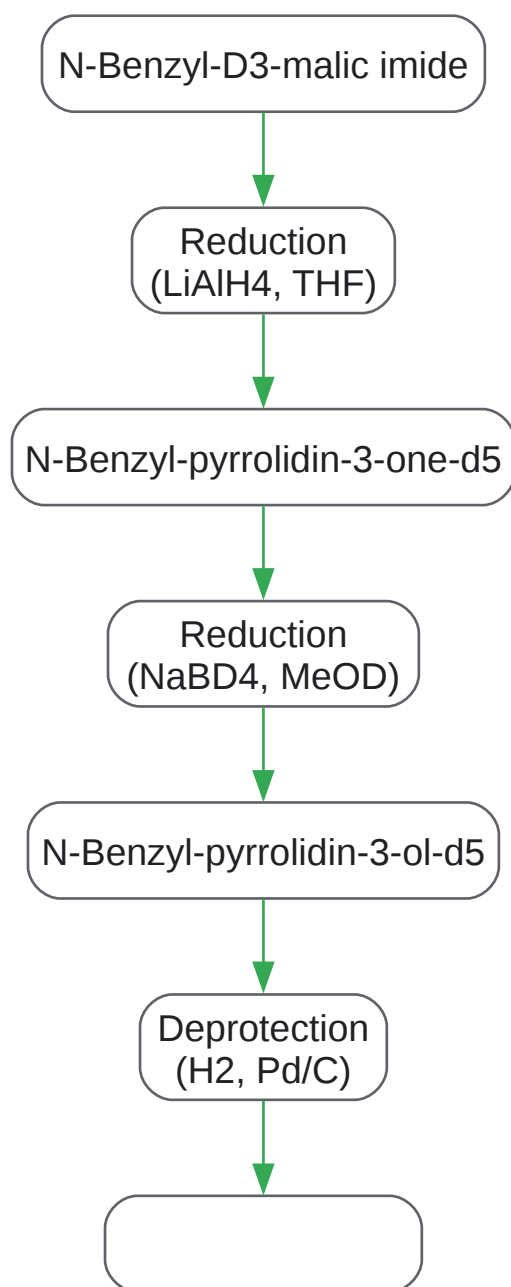 N-Benzyl-D3-malic imide
Reduction
(LiAlH4, THF)
N-Benzyl-pyrrolidin-3-one-d5
Reduction
(NaBD4, MeOD)
N-Benzyl-pyrrolidin-3-ol-d5
Deprotection
(H2, Pd/C)